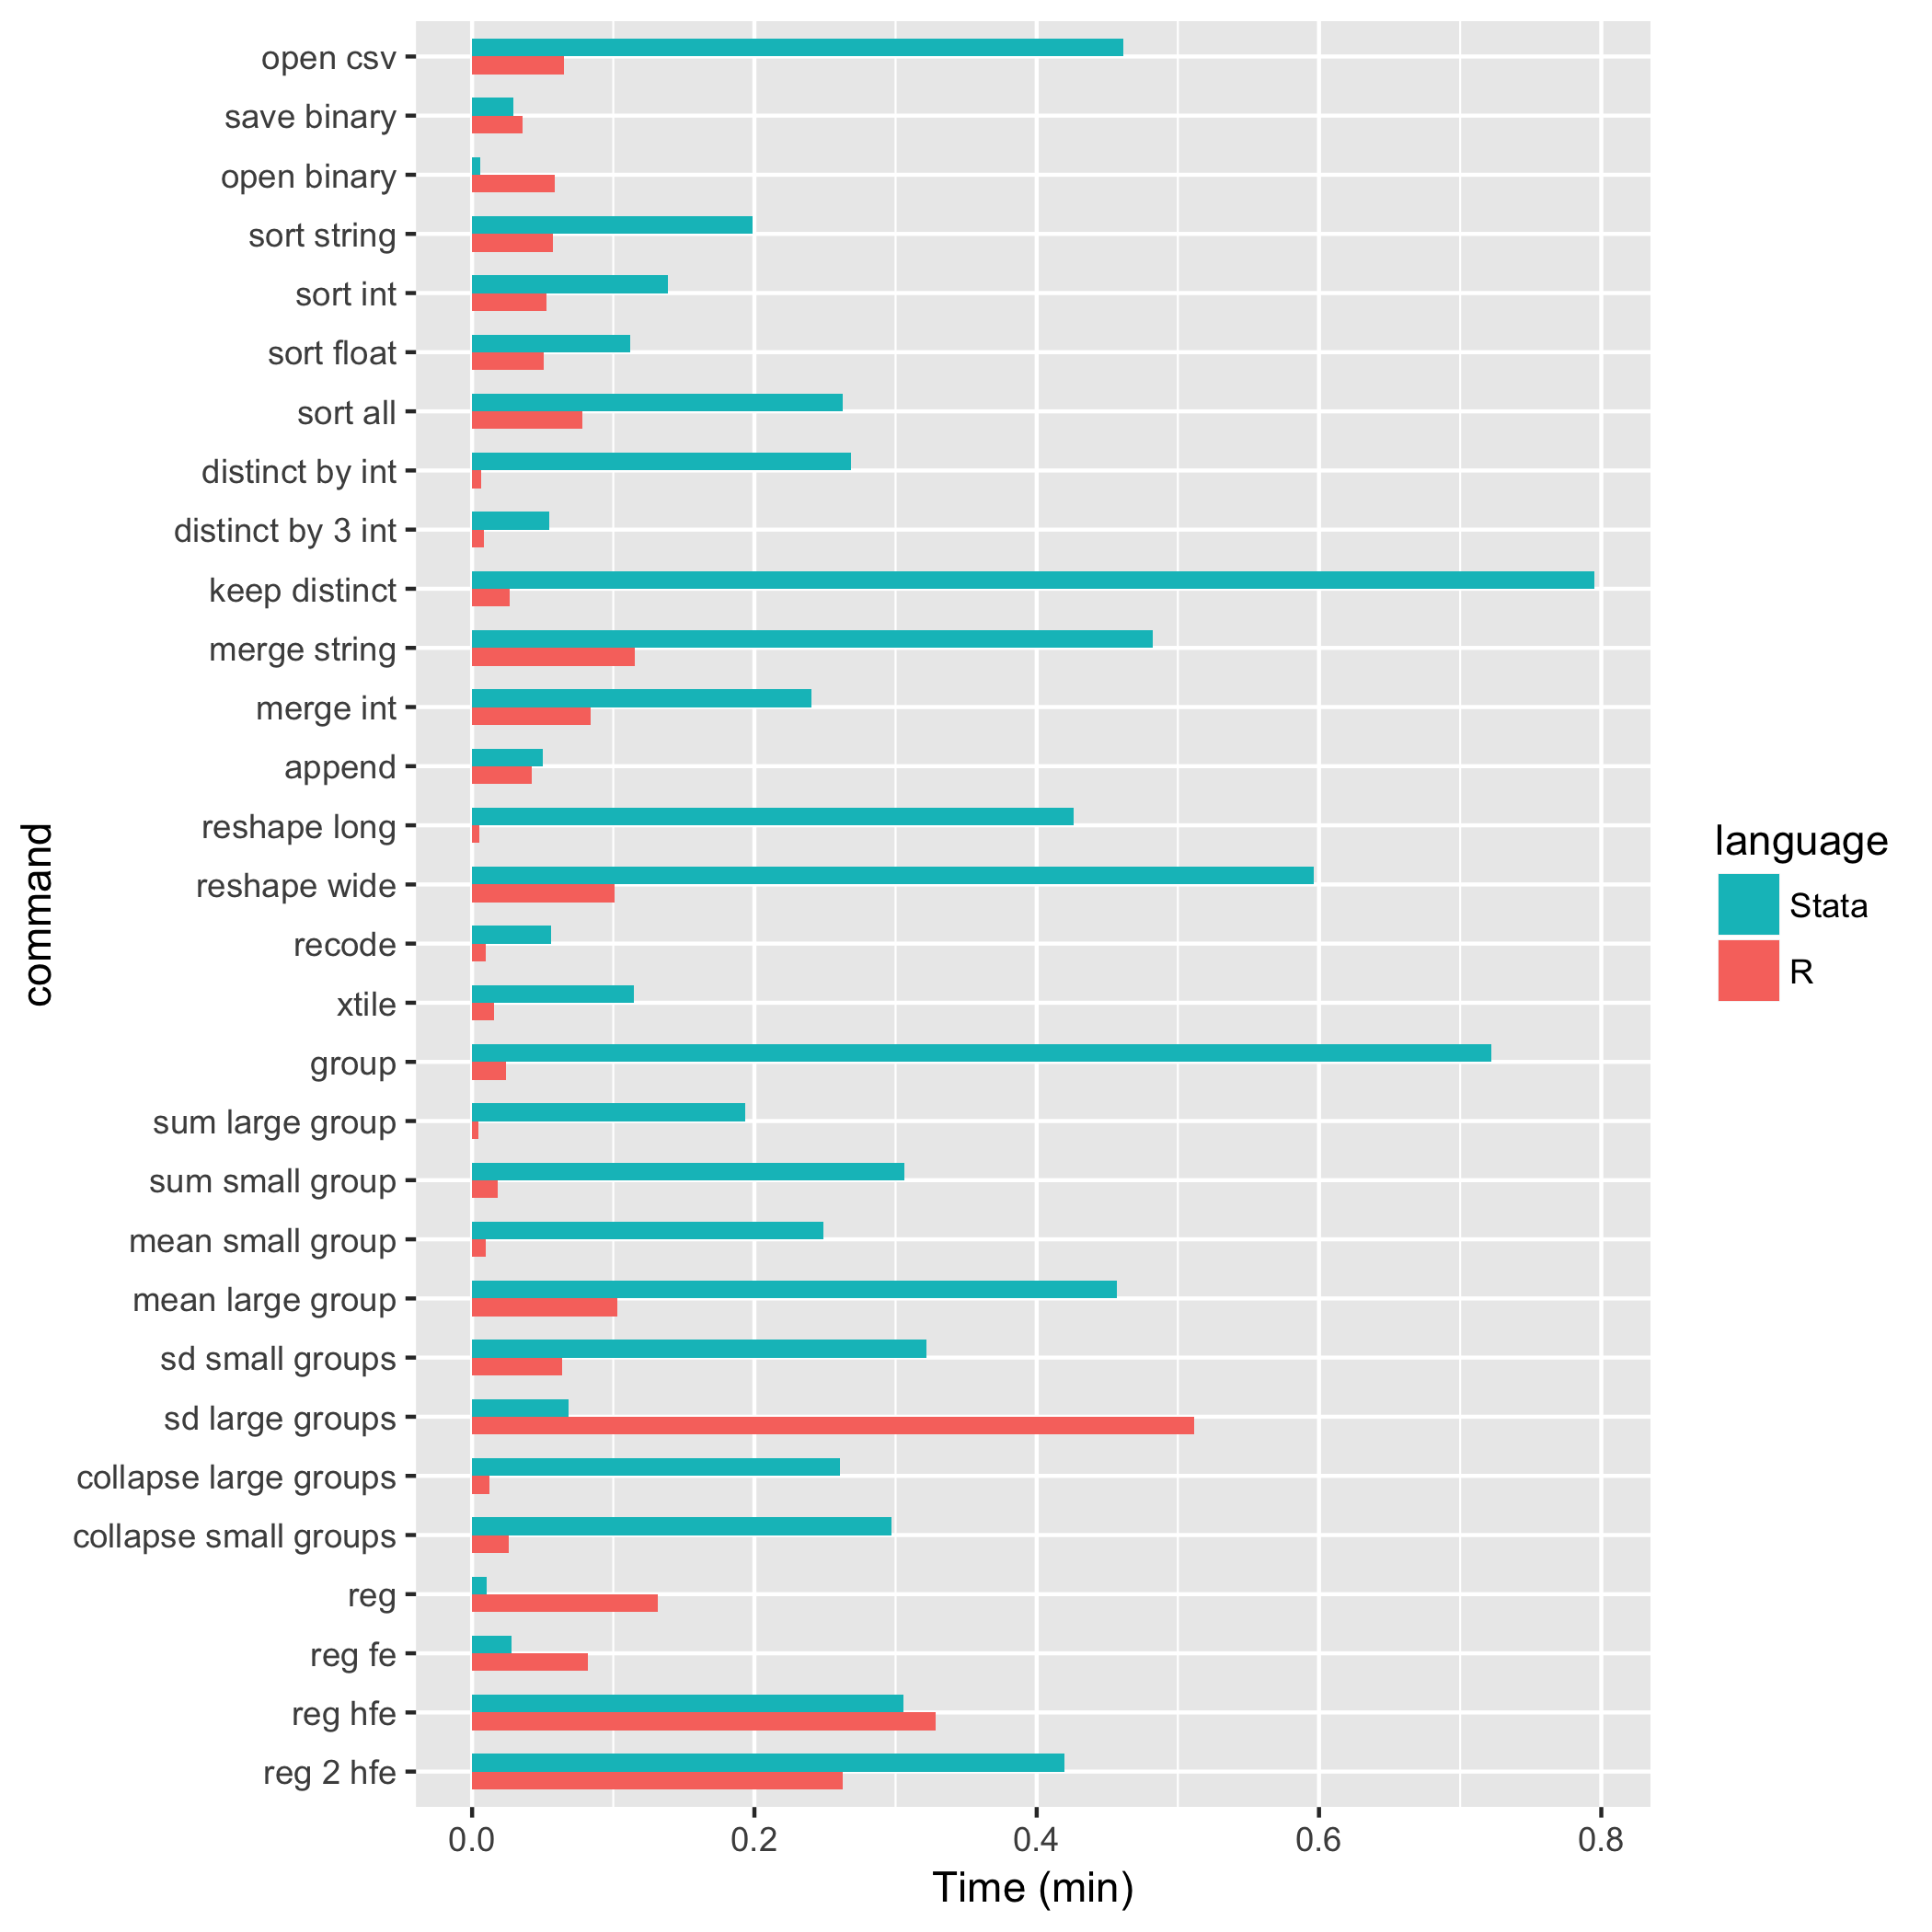 open csv
save binary
open binary
sort string
sort int
sort float
sort all
distinct by int
distinct by 3 int
keep distinct
merge string
merge int
append
reshape long
reshape wide
recode
xtile
group
sum large group
sum small group
mean small group
mean large group
sd small groups
sd large groups
collapse large groups
collapse small groups
reg
reg fe
reg hfe
reg 2 hfe
command
0.0 0.2 0.4 0.6 0.8
Time (min)
language
Stata
R